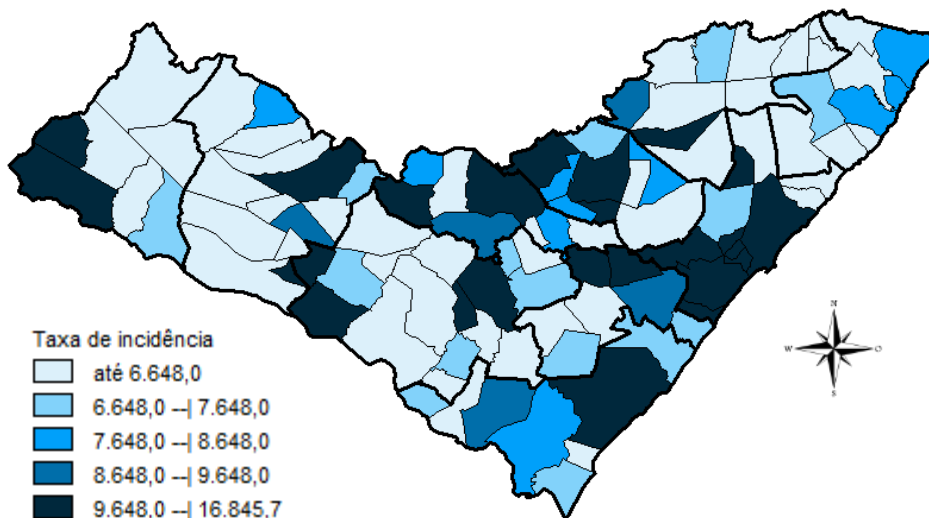 Taxa de incidência
até 6.648,0
6.648,0 --| 7.648,0
7.648,0 --| 8.648,0
8.648,0 --| 9.648,0
9.648,0 --| 16.845,7
N
W
O
S